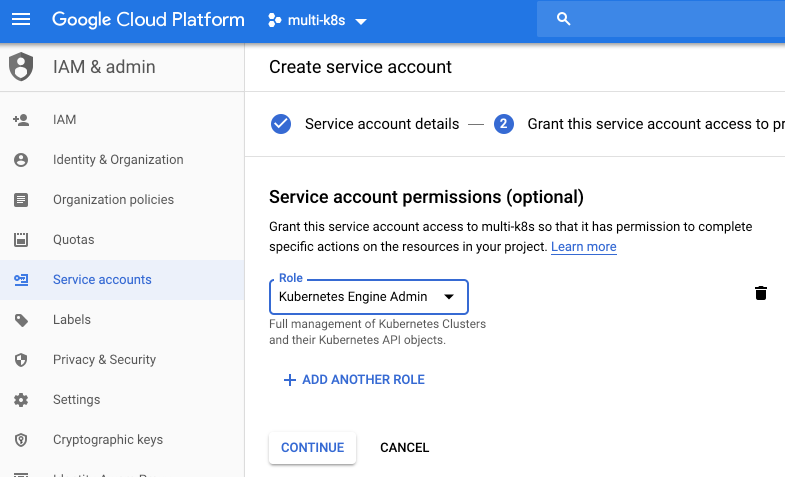 Google Cloud Platform
multi-k8s
IAM & admin
Create service account
Service account details
2
Grant this service account access to
IAM
Identity & Organization
Organization policies
Quotas
Service accounts
Labels
Privacy & Security
Settings
Cryptographic keys
Service account permissions (optional)
Grant this service account access to multi-k8s so that it has permission to complete
specific actions on the resources in your project. Learn more
Role
Kubernetes Engine Admin
Full management of Kubernetes Clusters
and their Kubernetes API objects.
ADD ANOTHER ROLE
CONTINUE
CANCEL